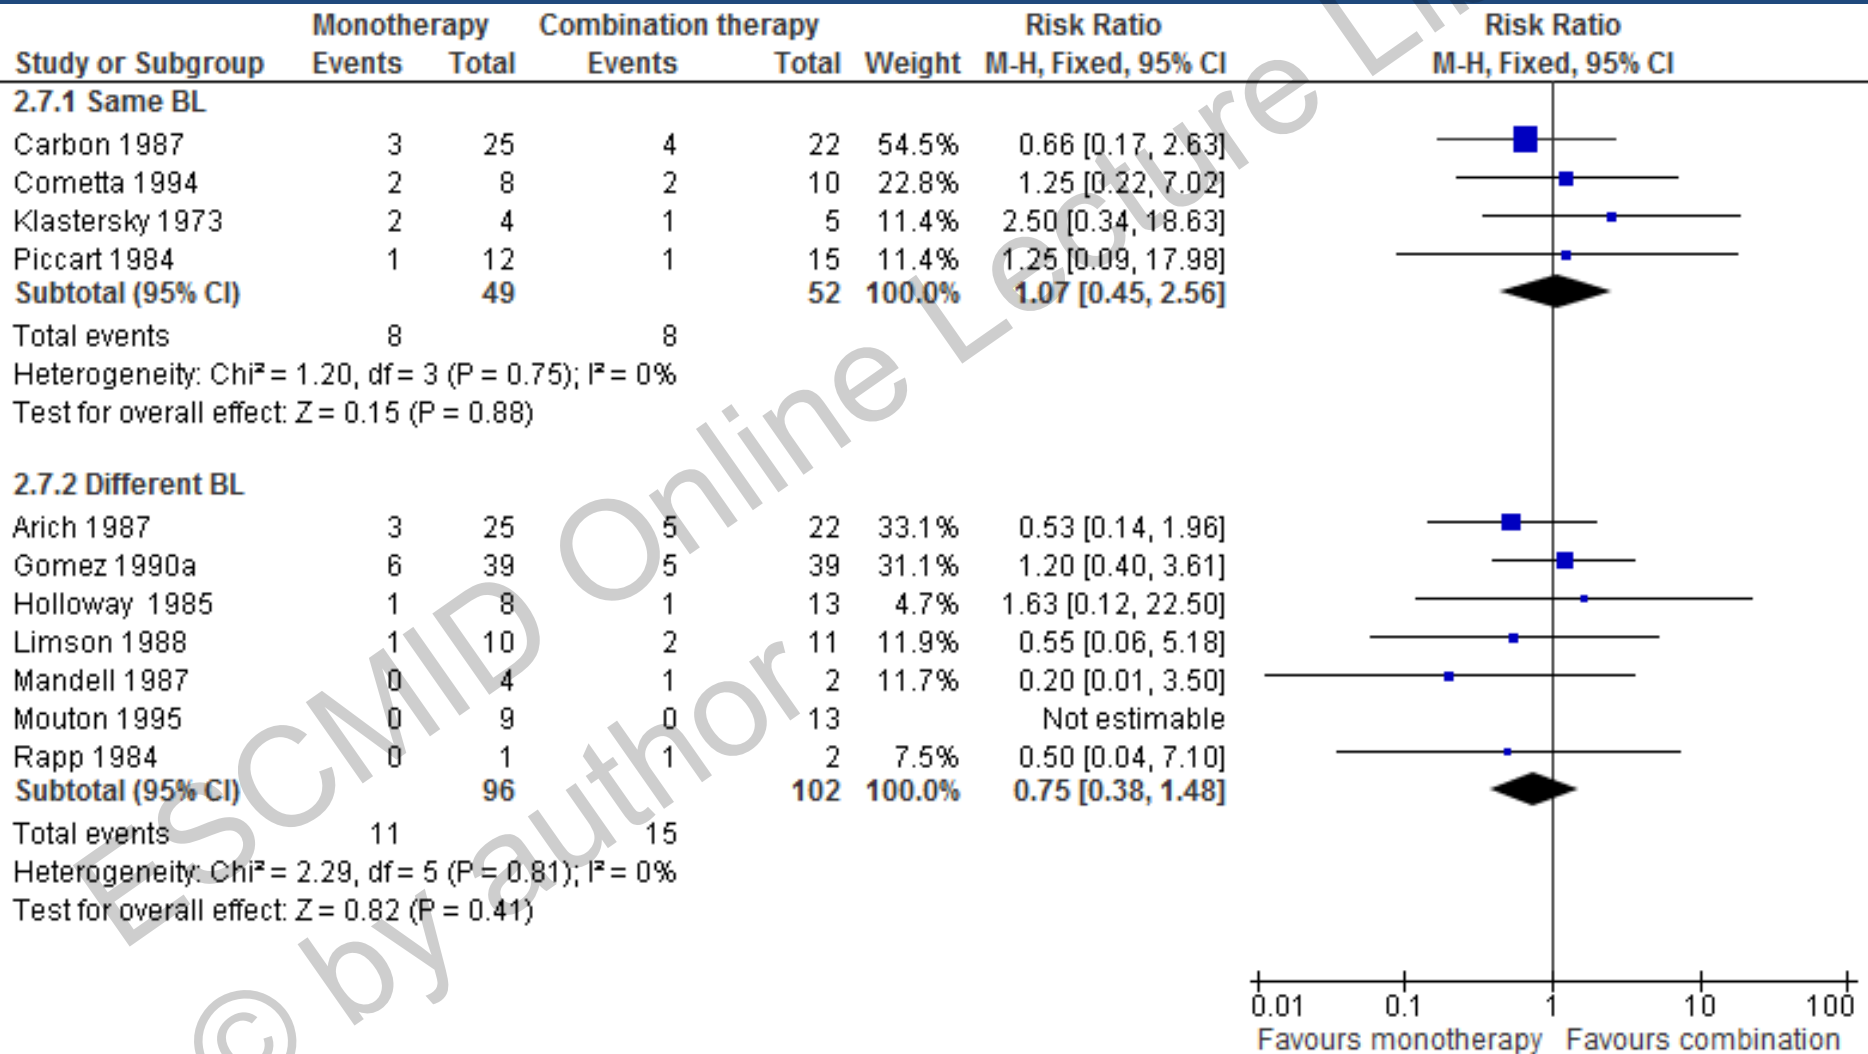 Monotherapy Combination therapy Risk Ratio Risk Ratio
Study or Subgroup Events Total Events Total Weight M-H, Fixed, 95% CI M-H, Fixed, 95% CI
2.7.1 Same BL
Carbon 1987 3 25 4 22 54.5% 0.66 [0.17, 2.63]
Cometta 1994 2 8 2 10 22.8% 1.25 [0.22, 7.02]
Klastersky 1973 2 4 1 5 11.4% 2.50 [0.34, 18.63]
Piccart 1984 1 12 1 15 11.4% 1.25 [0.09, 17.98]
Subtotal (95% CI) 49 52 100.0% 1.07 [0.45, 2.56]
Total events 8 8
Heterogeneity: Chi² = 1.20, df = 3 (P = 0.75); I² = 0%
Test for overall effect: Z = 0.15 (P = 0.88)
2.7.2 Different BL
Arich 1987 3 25 5 22 33.1% 0.53 [0.14, 1.96]
Gomez 1990a 6 39 5 39 31.1% 1.20 [0.40, 3.61]
Holloway 1985 1 8 1 13 4.7% 1.63 [0.12, 22.50]
Limson 1988 1 10 2 11 11.9% 0.55 [0.06, 5.18]
Mandell 1987 0 4 1 2 11.7% 0.20 [0.01, 3.50]
Mouton 1995 0 9 0 13 Not estimable
Rapp 1984 0 1 1 2 7.5% 0.50 [0.04, 7.10]
Subtotal (95% CI) 96 102 100.0% 0.75 [0.38, 1.48]
Total events 11 15
Heterogeneity: Chi² = 2.29, df = 5 (P = 0.81); I² = 0%
Test for overall effect: Z = 0.82 (P = 0.41)
0.01 0.1 1 10 100
Favours monotherapy Favours combination
ESCMID Online Lecture
© by author